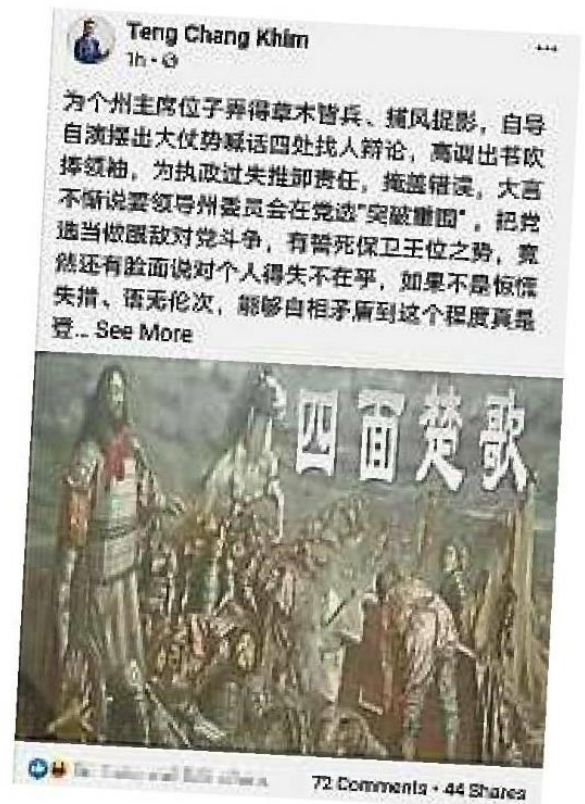 Teng Chang Khim
1h
为个州主席位子弄得草木皆兵、捕风捉影，自导
自演摆出大仗势喊话四处找人辩论，高调出书吹
捧领袖，为执政过失推卸责任，掩盖错误，大言
不惭说要领导州委员会在党选"突破重围"，把党
选当做跟敌对党斗争，有誓死保卫王位之势，竟
然还有脸面说对个人得失不在乎，如果不是惊慌
失措、语无伦次，能够自相矛盾到这个程度真是
登... See More
四面楚歌
72 Comments • 44 Shares